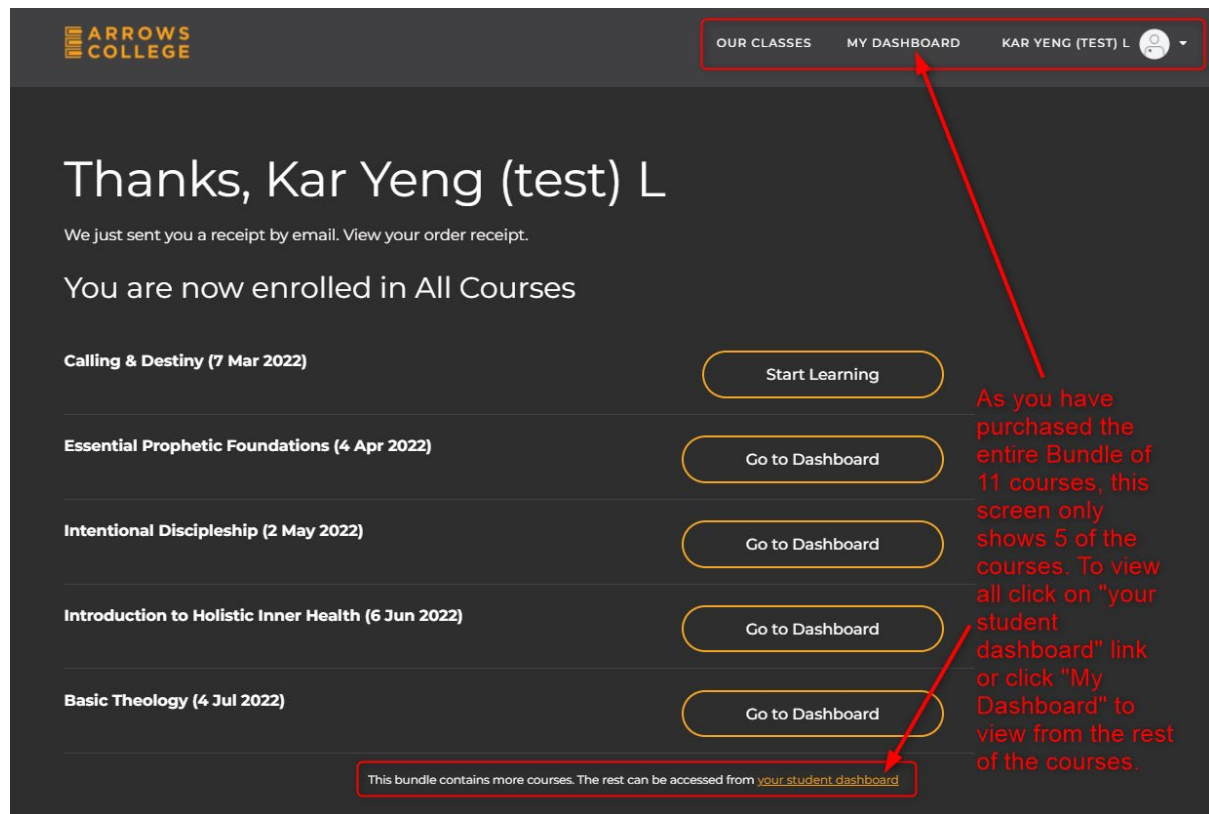 ARROWS
COLLEGE
OUR CLASSES MY DASHBOARD KAR YENG (TEST) L
Thanks, Kar Yeng (test) L
We just sent you a receipt by email. View your order receipt.
You are now enrolled in All Courses
Calling & Destiny (7 Mar 2022)
Start Learning
Essential Prophetic Foundations (4 Apr 2022)
Go to Dashboard
Intentional Discipleship (2 May 2022)
Go to Dashboard
Introduction to Holistic Inner Health (6 Jun 2022)
Go to Dashboard
Basic Theology (4 Jul 2022)
Go to Dashboard
This bundle contains more courses. The rest can be accessed from your student dashboard
As you have
purchased the
entire Bundle of
11 courses, this
screen only
shows 5 of the
courses. To view
all click on "your
student
dashboard" link
or click "My
Dashboard" to
view from the rest
of the courses.